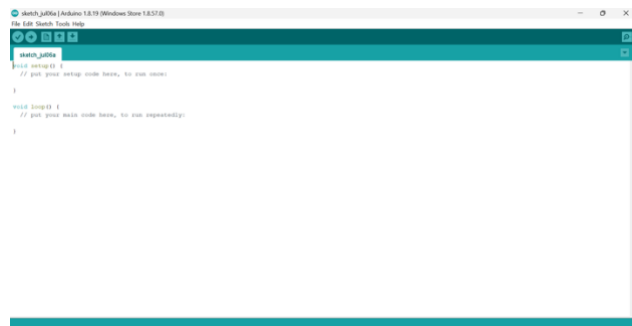 sketch_jul06a | Arduino 1.8.19 (Windows Store 1.8.57.0)
File Edit Sketch Tools Help
sketch_jul06a
void setup() {
// put your setup code here, to run once:
}
void loop() {
// put your main code here, to run repeatedly:
}